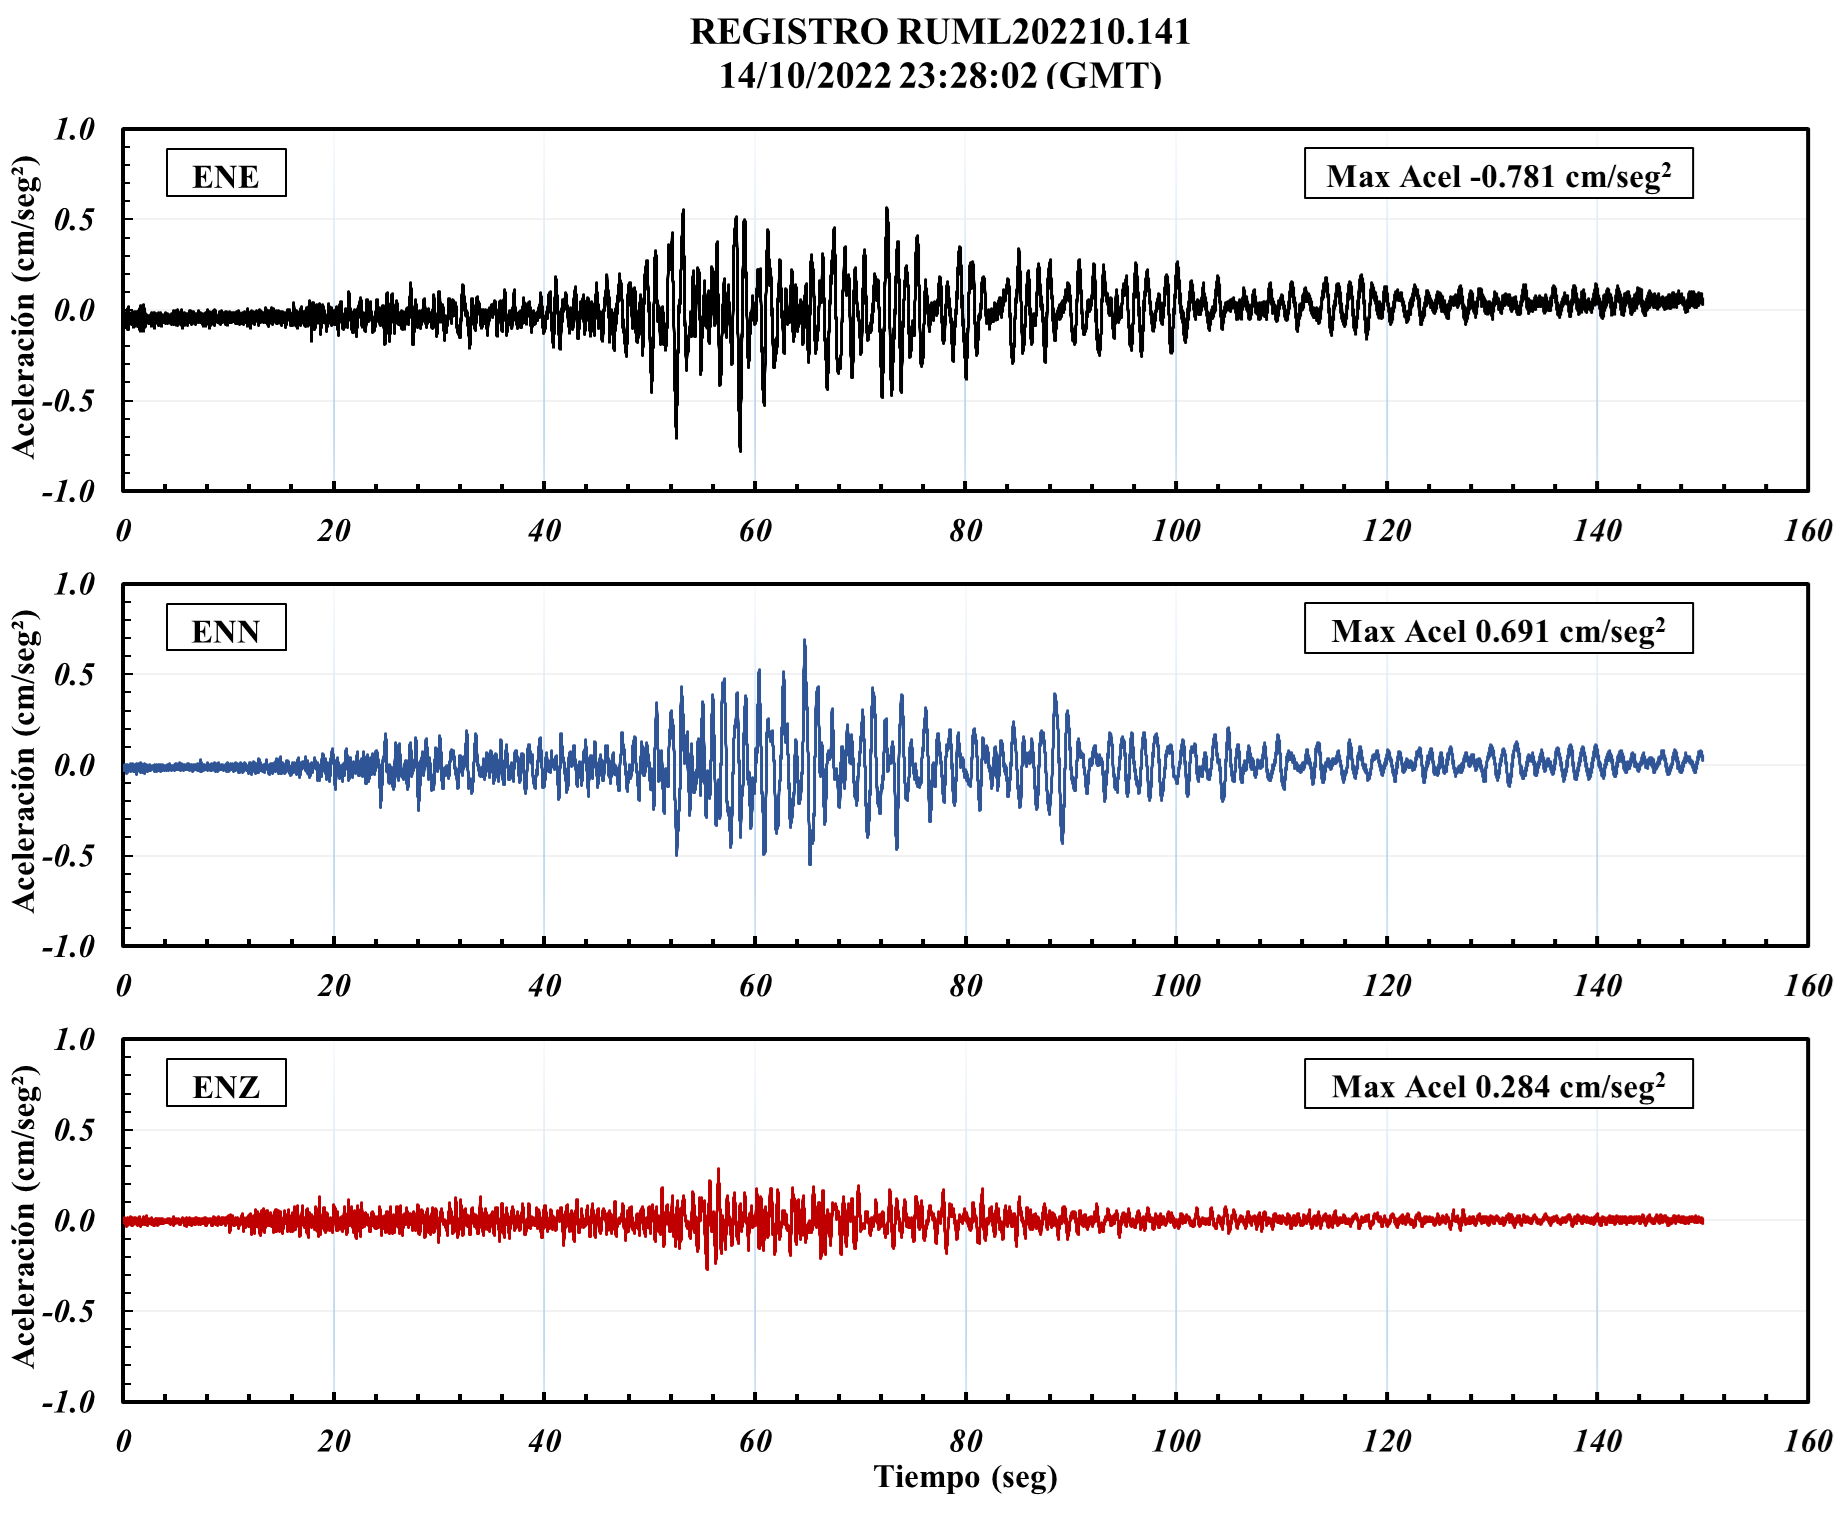 REGISTRO RUML202210.141
14/10/2022 23:28:02 (GMT)
Aceleración (cm/seg²)
1.0
0.5
0.0
-0.5
-1.0
ENE
Max Acel -0.781 cm/seg²
0 20 40 60 80 100 120 140 160
Aceleración (cm/seg²)
1.0
0.5
0.0
-0.5
-1.0
ENN
Max Acel 0.691 cm/seg²
0 20 40 60 80 100 120 140 160
Aceleración (cm/seg²)
1.0
0.5
0.0
-0.5
-1.0
ENZ
Max Acel 0.284 cm/seg²
0 20 40 60 80 100 120 140 160
Tiempo (seg)